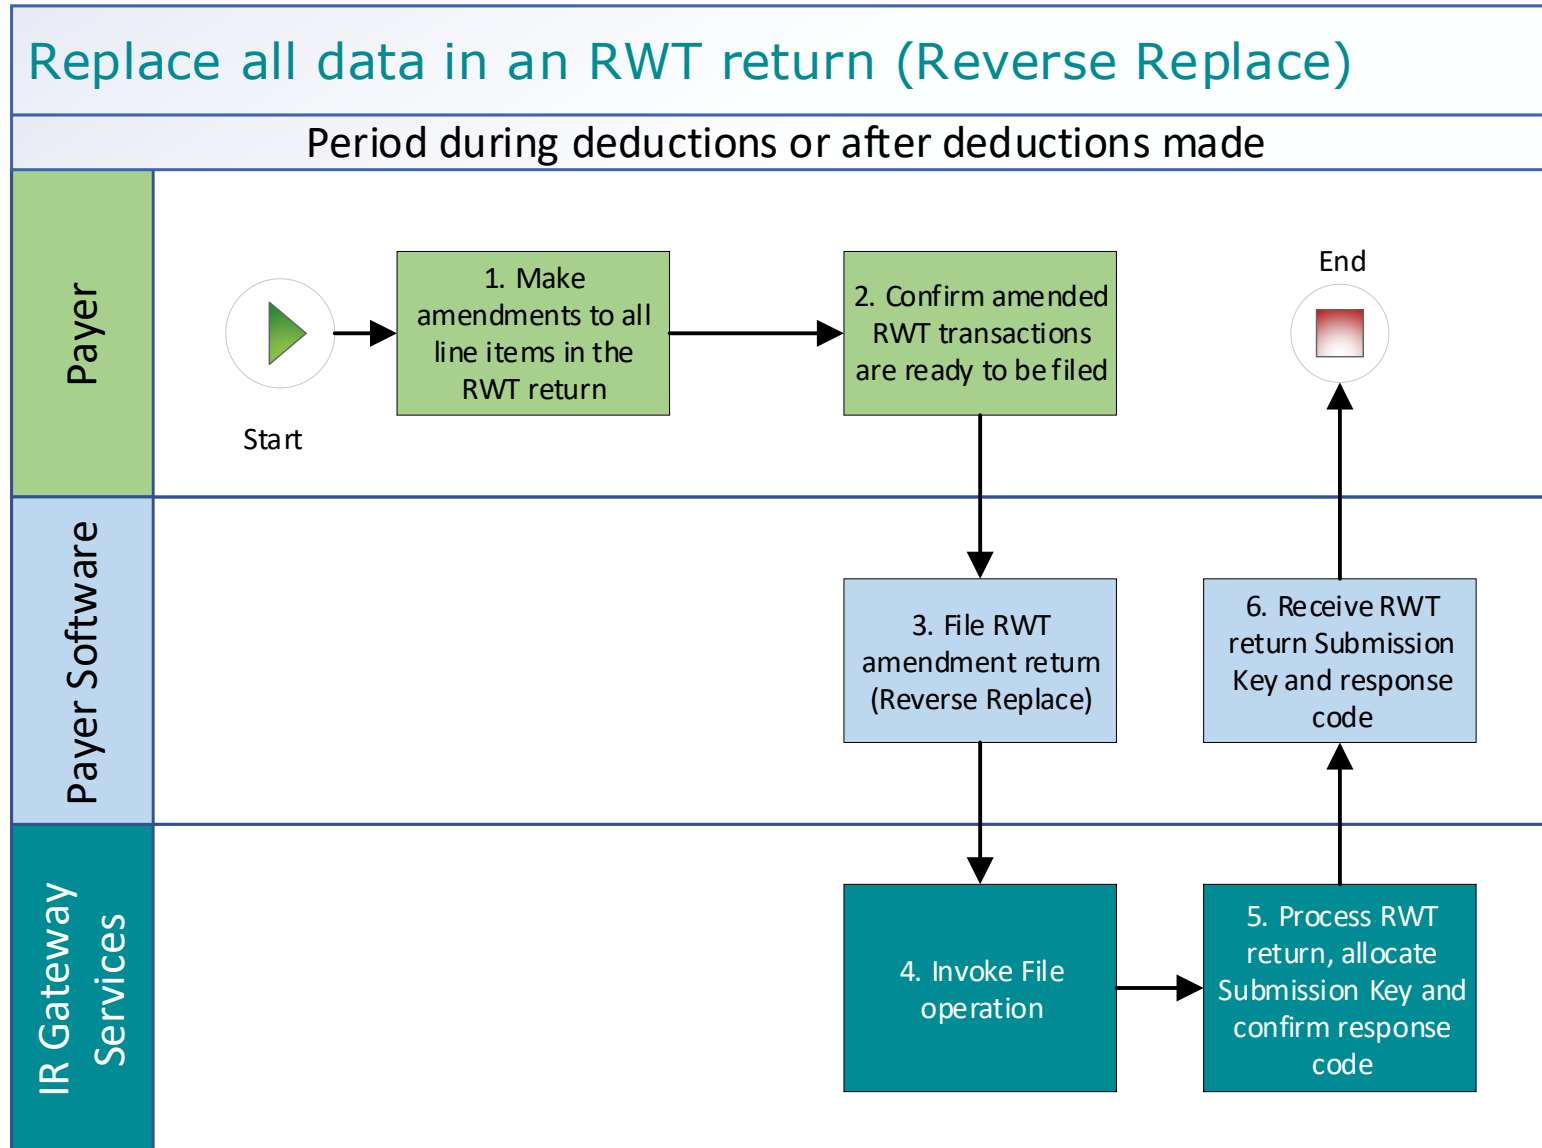 Replace all data in an RWT return (Reverse Replace)
Period during deductions or after deductions made
Payer
Start
1. Make
amendments to all
line items in the
RWT return
2. Confirm amended
RWT transactions
are ready to be filed
End
Payer Software
3. File RWT
amendment return
(Reverse Replace)
6. Receive RWT
return Submission
Key and response
code
IR Gateway
Services
4. Invoke File
operation
5. Process RWT
return, allocate
Submission Key and
confirm response
code